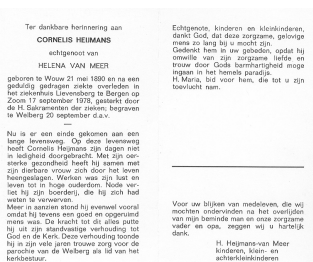 Ter dankbare herinnering aan
CORNELIS HEIJMANS
echtgenoot van
HELENA VAN MEER
geboren te Wouw 21 mei 1890 en na een
geduldig gedragen ziekte overleden in
het ziekenhuis Lievensberg te Bergen op
Zoom 17 september 1978, gesterkt door
de H. Sakramenten der zieken; begraven
te Welberg 20 september d.a.v.
Nu is er een einde gekomen aan een
lange levensweg. Op deze levensweg
heeft Cornelis Heijmans zijn dagen niet
in ledigheid doorgebracht. Met zijn oer-
sterke gezondheid heeft hij samen met
zijn dierbare vrouw zich door het leven
heengeslagen. Werken was zijn lust en
leven tot in hoge ouderdom. Node ver-
liet hij zijn boerderij, die hij zich had
weten te verwerven.
Meer in aanzien stond hij evenwel vooral
omdat hij tevens een goed en opgeruimd
mens was. De kracht tot dit alles putte
hij uit zijn standvastige verhouding tot
God en de Kerk. Deze verhouding toonde
hij in zijn vele jaren trouwe zorg voor de
parochie van de Welberg als lid van het
kerkbestuur.
Echtgenote, kinderen en kleinkinderen,
dankt God, dat deze zorgzame, gelovige
mens zo lang bij u mocht zijn.
Gedenkt hem in uw gebeden, opdat hij
omwille van zijn zorgzame liefde en
trouw door Gods barmhartigheid moge
ingaan in het hemels paradijs.
H. Maria, bid voor hem, die tot u zijn
toevlucht nam.
Voor uw blijken van medeleven, die wij
mochten ondervinden na het overlijden
van mijn beminde man en onze zorgzame
vader en opa, zeggen wij u hartelijk
dank.
H. Heijmans-van Meer
kinderen, klein- en
achterkleinkinderen